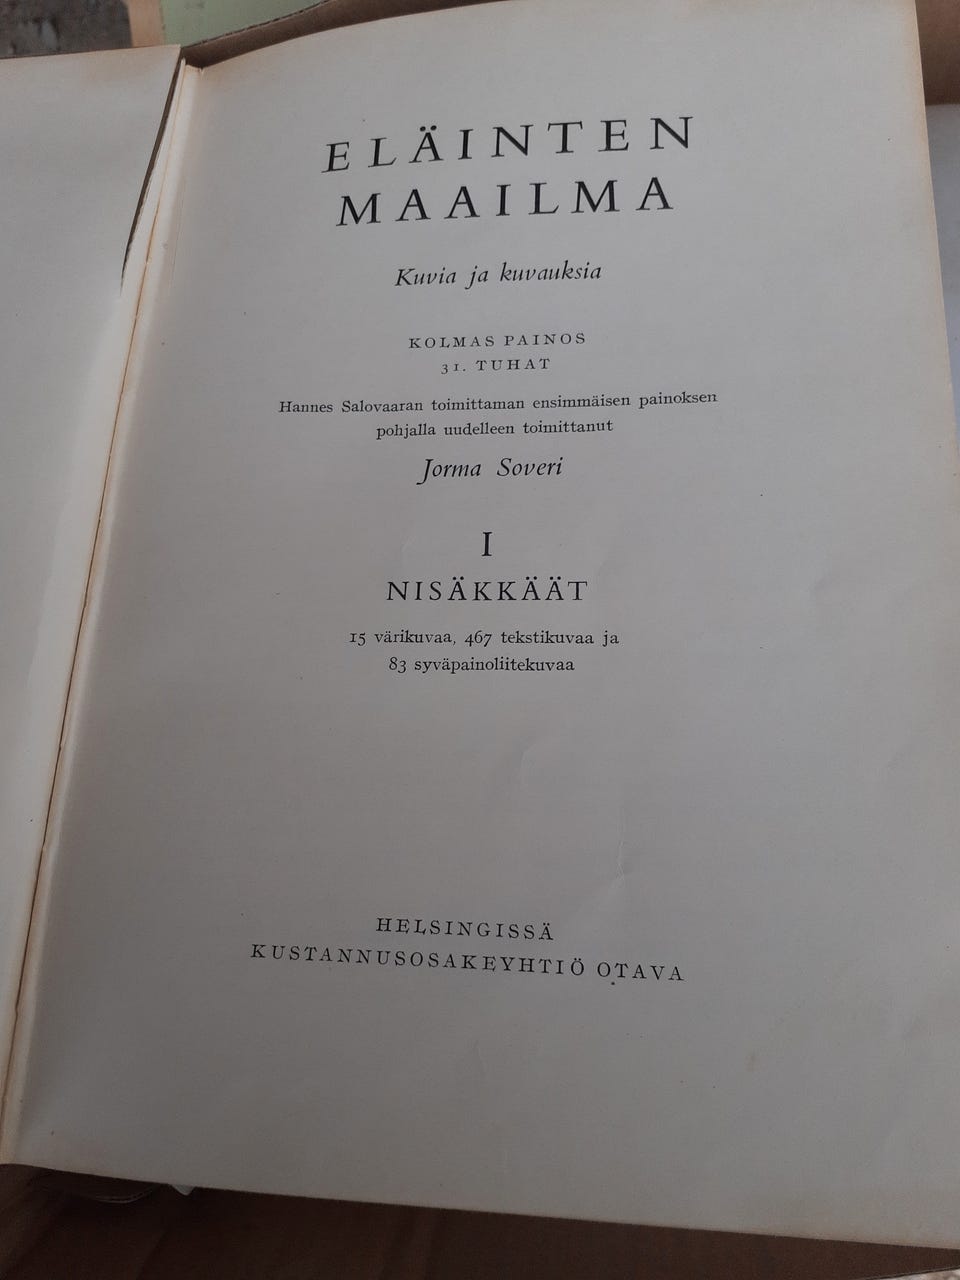 ELÄINTEN
MAAILMA
Kuvia ja kuvauksia
KOLMAS PAINOS
31. TUHAT
Hannes Salovaaran toimittaman ensimmäisen painoksen
pohjalla uudelleen toimittanut
Jorma Soveri
I
NISÄKKÄÄT
15 värikuvaa, 467 tekstikuvaa ja
83 syväpainoliitekuvaa
HELSINGISSÄ
KUSTANNUSOSAKEYHTIÖ OTAVA